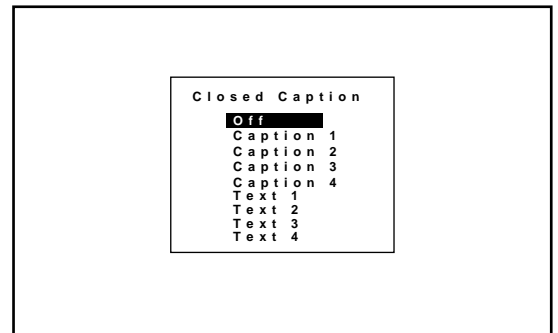 Closed Caption
Off
Caption 1
Caption 2
Caption 3
Caption 4
Text 1
Text 2
Text 3
Text 4